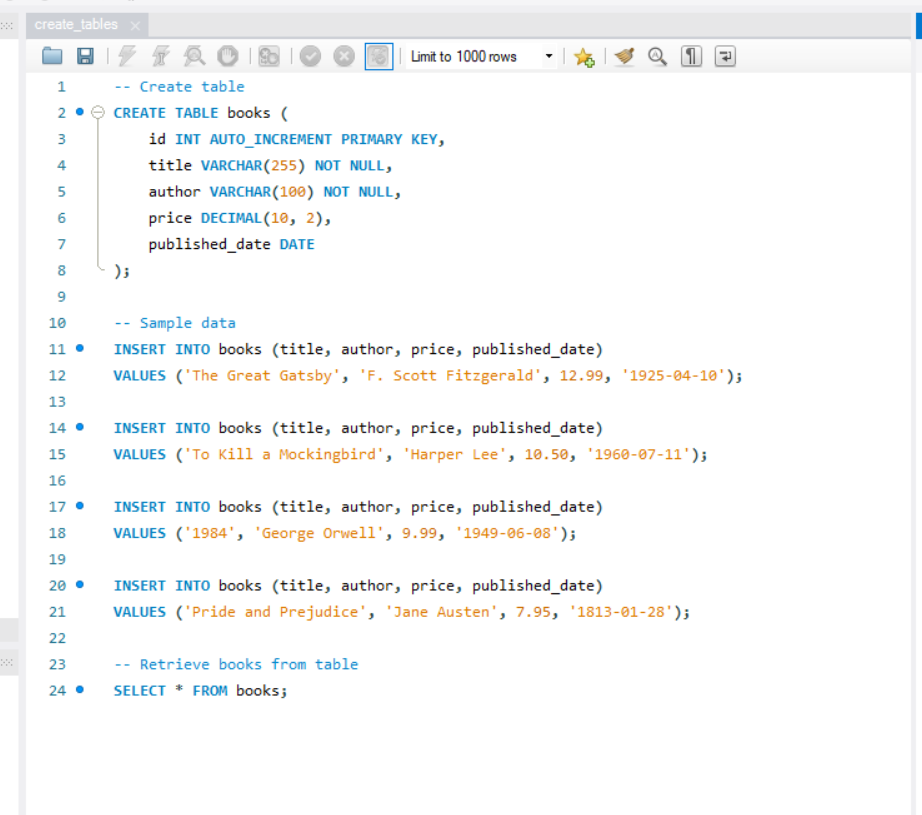 create_tables
Limit to 1000 rows
1 -- Create table
2 CREATE TABLE books (
3 id INT AUTO_INCREMENT PRIMARY KEY,
4 title VARCHAR(255) NOT NULL,
5 author VARCHAR(100) NOT NULL,
6 price DECIMAL(10, 2),
7 published_date DATE
8 );
9
10 -- Sample data
11 INSERT INTO books (title, author, price, published_date)
12 VALUES ('The Great Gatsby', 'F. Scott Fitzgerald', 12.99, '1925-04-10');
13
14 INSERT INTO books (title, author, price, published_date)
15 VALUES ('To Kill a Mockingbird', 'Harper Lee', 10.50, '1960-07-11');
16
17 INSERT INTO books (title, author, price, published_date)
18 VALUES ('1984', 'George Orwell', 9.99, '1949-06-08');
19
20 INSERT INTO books (title, author, price, published_date)
21 VALUES ('Pride and Prejudice', 'Jane Austen', 7.95, '1813-01-28');
22
23 -- Retrieve books from table
24 SELECT * FROM books;